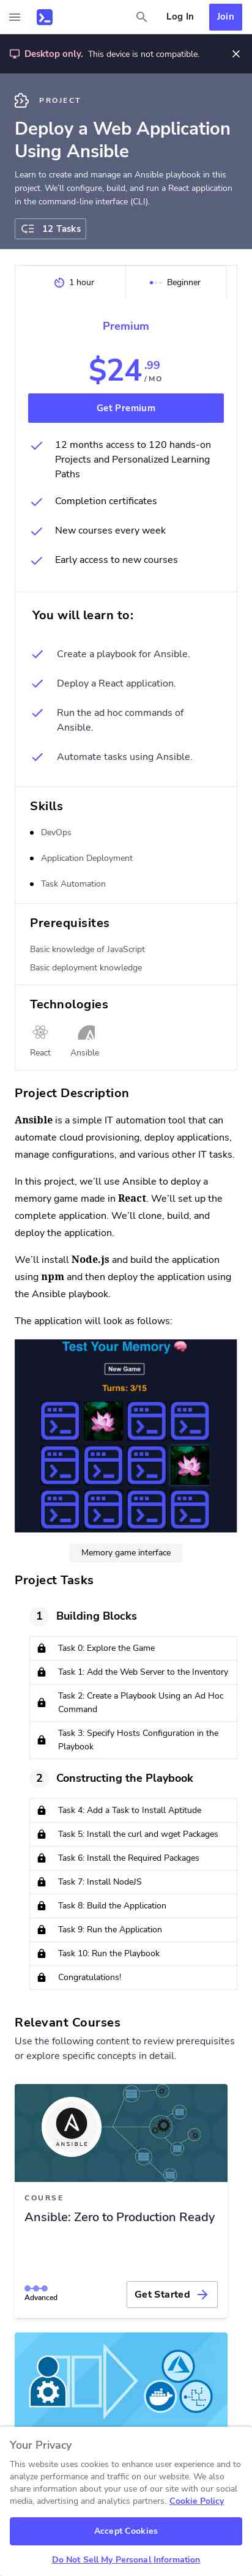 Log In
Join
Desktop only. This device is not compatible.
PROJECT
Deploy a Web Application
Using Ansible
Learn to create and manage an Ansible playbook in this
project. We’ll configure, build, and run a React application
in the command-line interface (CLI).
12 Tasks
1 hour
Beginner
Premium
$24.99
/ MO
Get Premium
12 months access to 120 hands-on
Projects and Personalized Learning
Paths
Completion certificates
New courses every week
Early access to new courses
You will learn to:
Create a playbook for Ansible.
Deploy a React application.
Run the ad hoc commands of
Ansible.
Automate tasks using Ansible.
Skills
DevOps
Application Deployment
Task Automation
Prerequisites
Basic knowledge of JavaScript
Basic deployment knowledge
Technologies
React
Ansible
Project Description
Ansible is a simple IT automation tool that can
automate cloud provisioning, deploy applications,
manage configurations, and various other IT tasks.
In this project, we’ll use Ansible to deploy a
memory game made in React. We’ll set up the
complete application. We’ll clone, build, and
deploy the application.
We’ll install Node.js and build the application
using npm and then deploy the application using
the Ansible playbook.
The application will look as follows:
Test Your Memory 🧠
New Game
Turns: 3/15
Memory game interface
Project Tasks
1 Building Blocks
Task 0: Explore the Game
Task 1: Add the Web Server to the Inventory
Task 2: Create a Playbook Using an Ad Hoc
Command
Task 3: Specify Hosts Configuration in the
Playbook
2 Constructing the Playbook
Task 4: Add a Task to Install Aptitude
Task 5: Install the curl and wget Packages
Task 6: Install the Required Packages
Task 7: Install NodeJS
Task 8: Build the Application
Task 9: Run the Application
Task 10: Run the Playbook
Congratulations!
Relevant Courses
Use the following content to review prerequisites
or explore specific concepts in detail.
ANSIBLE
COURSE
Ansible: Zero to Production Ready
Advanced
Get Started
Your Privacy
This website uses cookies to enhance user experience and to
analyze performance and traffic on our website. We also
share information about your use of our site with our social
media, advertising and analytics partners. Cookie Policy
Accept Cookies
Do Not Sell My Personal Information